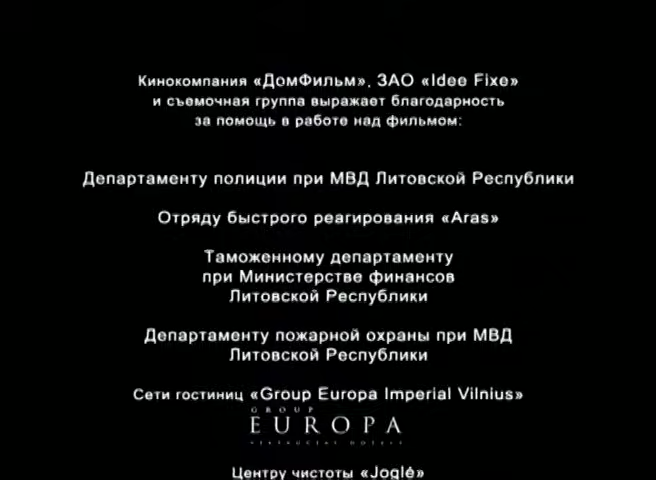 Кинокомпания «ДомФильм», ЗАО «Idee Fixe»
и съемочная группа выражает благодарность
за помощь в работе над фильмом:
Департаменту полиции при МВД Литовской Республики
Отряду быстрого реагирования «Aras»
Таможенному департаменту
при Министерстве финансов
Литовской Республики
Департаменту пожарной охраны при МВД
Литовской Республики
Сети гостиниц «Group Europa Imperial Vilnius»
GROUP
EUROPA
HOTELS
Центру чистоты «Joglė»